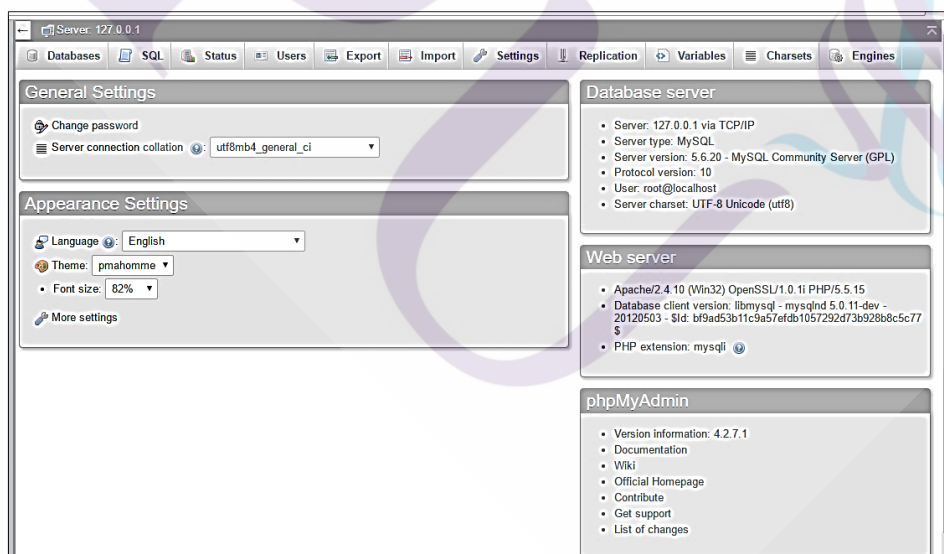 Server: 127.0.0.1
Databases SQL Status Users Export Import Settings Replication Variables Charsets Engines
General Settings
Change password
Server connection collation : utf8mb4_general_ci
Appearance Settings
Language : English
Theme: pmahomme
Font size: 82%
More settings
Database server
Server: 127.0.0.1 via TCP/IP
Server type: MySQL
Server version: 5.6.20 - MySQL Community Server (GPL)
Protocol version: 10
User: root@localhost
Server charset: UTF-8 Unicode (utf8)
Web server
Apache/2.4.10 (Win32) OpenSSL/1.0.1i PHP/5.5.15
Database client version: libmysql - mysqlnd 5.0.11-dev -
20120503 - $Id: bf9ad53b11c9a57efdb1057292d73b928b8c5c77
$
PHP extension: mysqli
phpMyAdmin
Version information: 4.2.7.1
Documentation
Wiki
Official Homepage
Contribute
Get support
List of changes